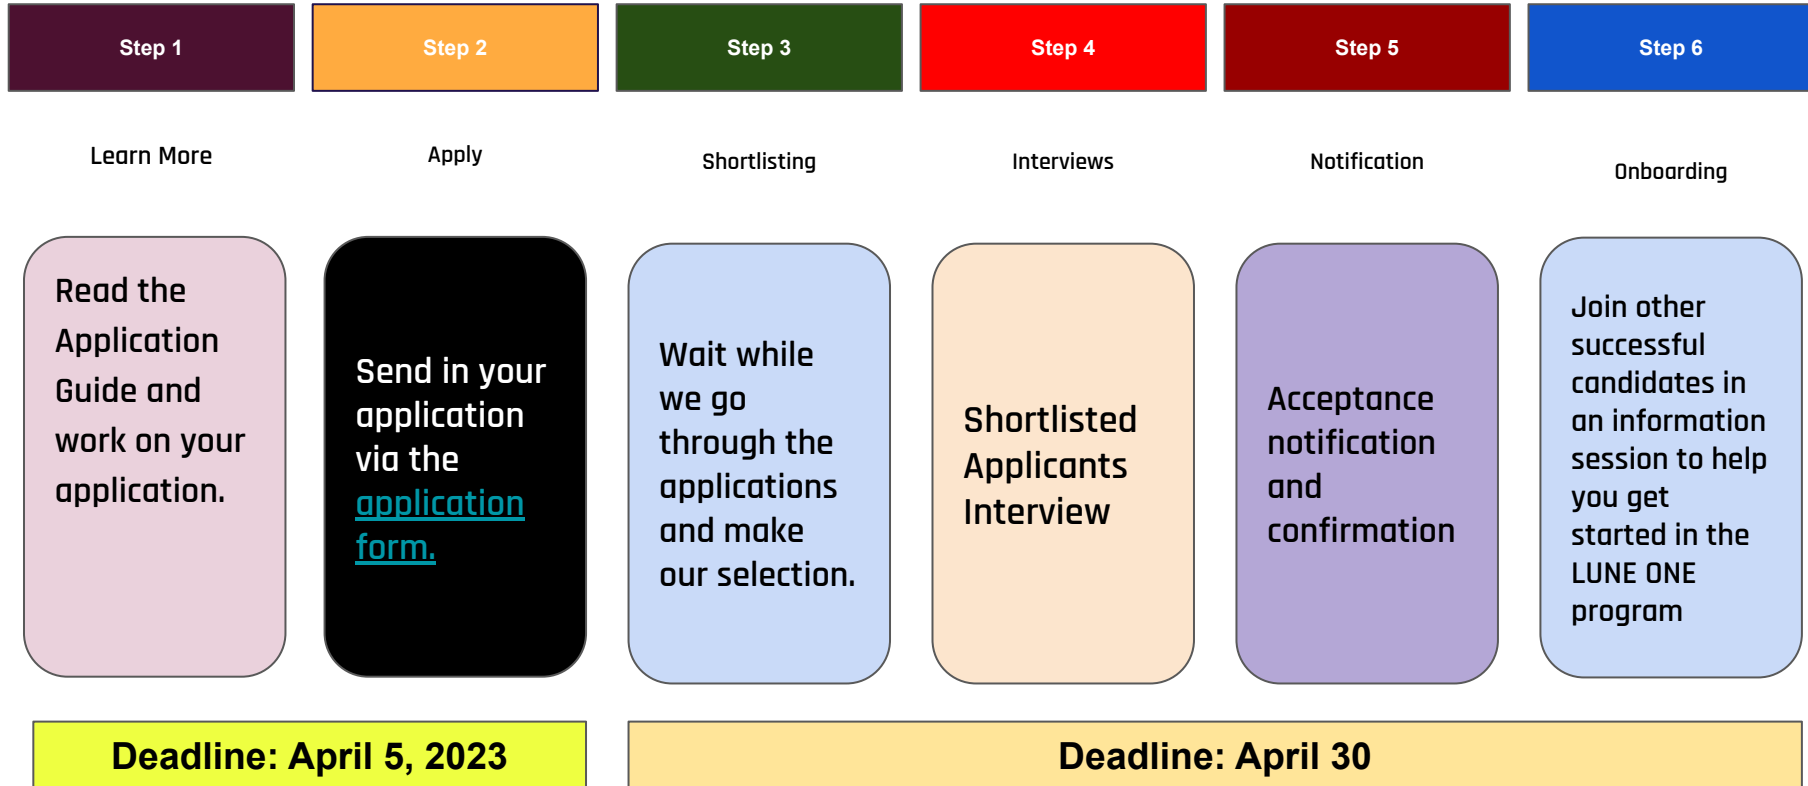 Step 1
Step 2
Step 3
Step 4
Step 5
Step 6
Learn More
Apply
Shortlisting
Interviews
Notification
Onboarding
Read the
Application
Guide and
work on your
application.
Send in your
application
via the
application
form.
Wait while
we go
through the
applications
and make
our selection.
Shortlisted
Applicants
Interview
Acceptance
notification
and
confirmation
Join other
successful
candidates in
an information
session to help
you get
started in the
LUNE ONE
program
Deadline: April 5, 2023
Deadline: April 30